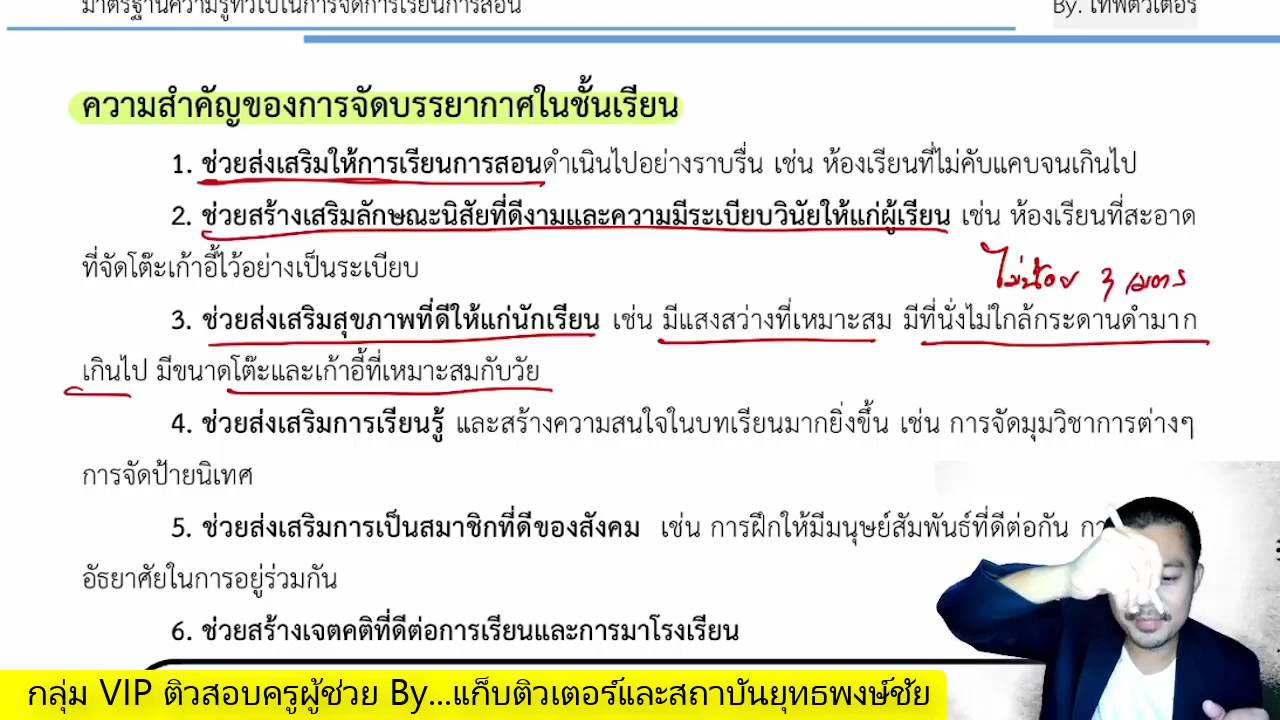 มาตรฐานความรู้ทั่วไปในการจัดการเรียนการสอน
By. เทพติวเตอร์
ความสำคัญของการจัดบรรยากาศในชั้นเรียน
1. ช่วยส่งเสริมให้การเรียนการสอนดำเนินไปอย่างราบรื่น เช่น ห้องเรียนที่ไม่คับแคบจนเกินไป
2. ช่วยสร้างเสริมลักษณะนิสัยที่ดีงามและความมีระเบียบวินัยให้แก่ผู้เรียน เช่น ห้องเรียนที่สะอาด
ที่จัดโต๊ะเก้าอี้ไว้อย่างเป็นระเบียบ
ไม่น้อย 3 เมตร
3. ช่วยส่งเสริมสุขภาพที่ดีให้แก่นักเรียน เช่น มีแสงสว่างที่เหมาะสม มีที่นั่งไม่ใกล้กระดานดำมาก
เกินไป มีขนาดโต๊ะและเก้าอี้ที่เหมาะสมกับวัย
4. ช่วยส่งเสริมการเรียนรู้ และสร้างความสนใจในบทเรียนมากยิ่งขึ้น เช่น การจัดมุมวิชาการต่างๆ
การจัดป้ายนิเทศ
5. ช่วยส่งเสริมการเป็นสมาชิกที่ดีของสังคม เช่น การฝึกให้มีมนุษย์สัมพันธ์ที่ดีต่อกัน
อัธยาศัยในการอยู่ร่วมกัน
6. ช่วยสร้างเจตคติที่ดีต่อการเรียนและการมาโรงเรียน
กลุ่ม VIP ติวสอบครูผู้ช่วย By...แก็บติวเตอร์และสถาบันยุทธพงษ์ชัย